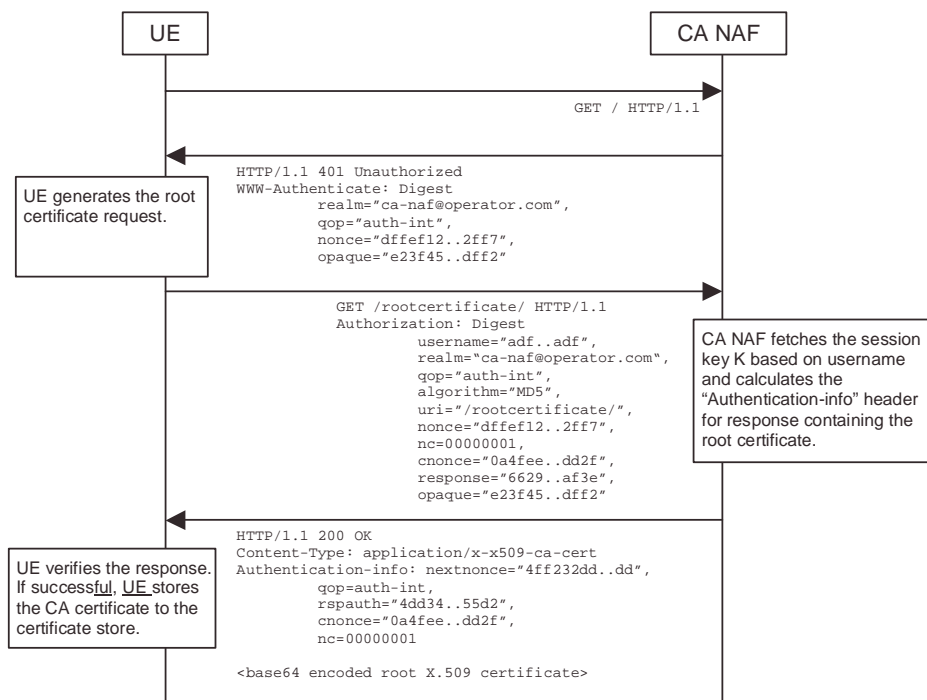 UE
CA NAF
GET / HTTP/1.1
HTTP/1.1 401 Unauthorized
WWW-Authenticate: Digest
realm="ca-naf@operator.com",
qop="auth-int",
nonce="dffef12..2ff7",
opaque="e23f45..dff2"
UE generates the root
certificate request.
GET /rootcertificate/ HTTP/1.1
Authorization: Digest
username="adf..adf",
realm="ca-naf@operator.com",
qop="auth-int",
algorithm="MD5",
uri="/rootcertificate/",
nonce="dffef12..2ff7",
nc=00000001,
cnonce="0a4fee..dd2f",
response="6629..af3e",
opaque="e23f45..dff2"
CA NAF fetches the session
key K based on username
and calculates the
“Authentication-info” header
for response containing the
root certificate.
HTTP/1.1 200 OK
Content-Type: application/x-x509-ca-cert
Authentication-info: nextnonce="4ff232dd..dd",
qop=auth-int,
rspauth="4dd34..55d2",
cnonce="0a4fee..dd2f",
nc=00000001
<base64 encoded root X.509 certificate>
UE verifies the response.
If successful, UE stores
the CA certificate to the
certificate store.